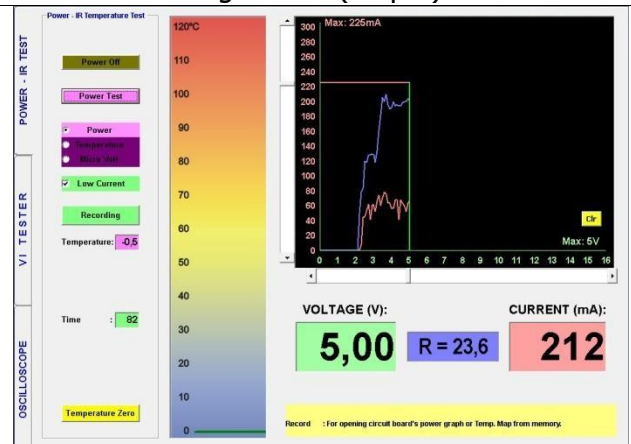 Power - IR Temperature Test
POWER - IR TEST
VI TESTER
OSCILLOSCOPE
Power Off
Power Test
Power
Temperature
Low Current
Recording
Temperature: -0,5
Time : 82
Temperature Zero
120°C
110
100
90
80
70
60
50
40
30
20
10
0
Max: 225mA
300
280
260
240
220
200
180
160
140
120
100
80
60
40
20
0
Clr
Max: 5V
0 1 2 3 4 5 6 7 8 9 10 11 12 13 14 15 16
VOLTAGE (V):
5,00
R = 23,6
CURRENT (mA):
212
Record : For opening circuit board's power graph or Temp. Map from memory.